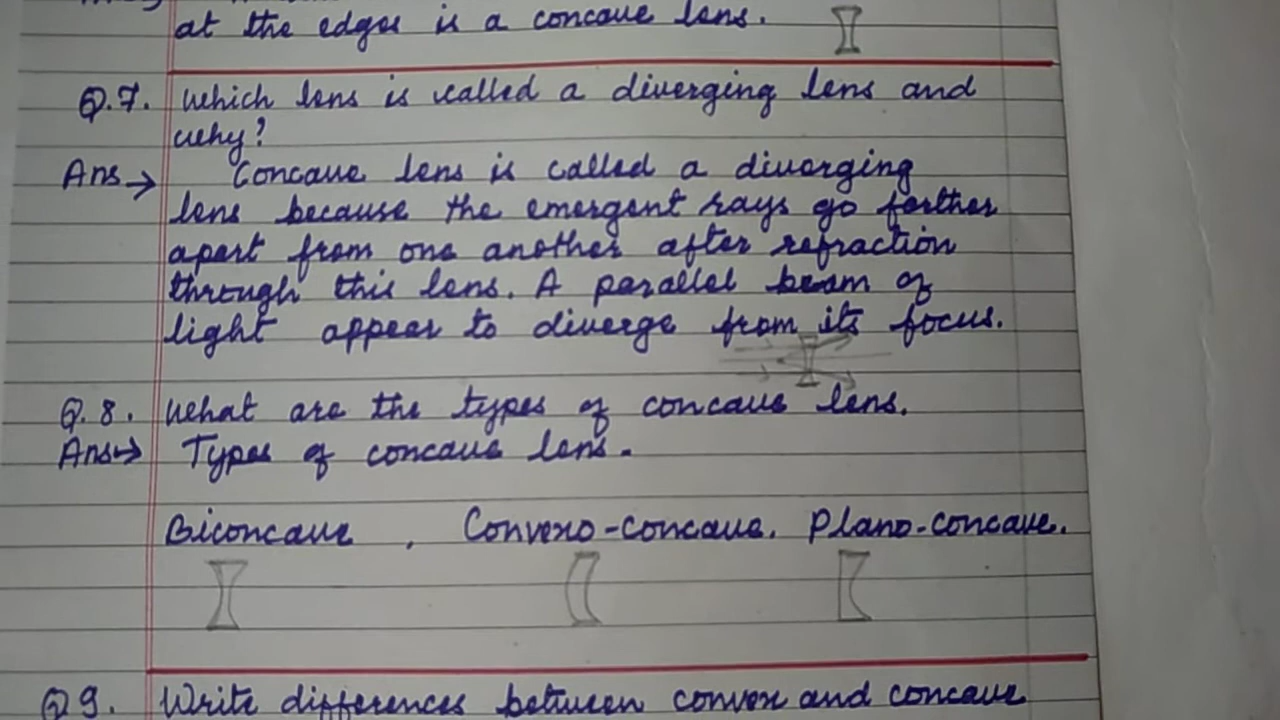 at the edges is a concave lens.
Q.7. Which lens is called a diverging lens and
why?
Ans → Concave lens is called a diverging
lens because the emergent rays go farther
apart from one another after refraction
through this lens. A parallel beam of
light appear to diverge from its focus.
Q.8. What are the types of concave lens.
Ans → Types of concave lens.
Biconcave , Convexo-concave. Plano-concave.
Q9. Write differences between convex and concave